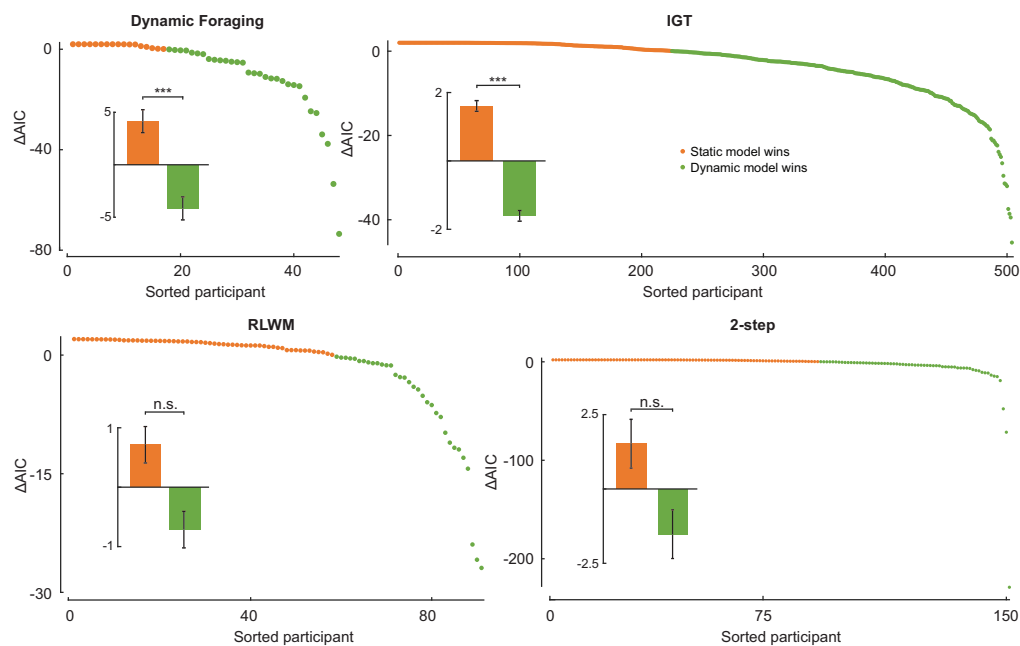 Dynamic Foraging
0
-40
-80
ΔAIC
5
-5
***
0
20
40
Sorted participant
IGT
0
-20
-40
ΔAIC
2
-2
***
Static model wins
Dynamic model wins
0
100
200
300
400
500
Sorted participant
RLWM
0
-15
-30
ΔAIC
1
-1
n.s.
0
40
80
Sorted participant
2-step
0
-100
-200
ΔAIC
2.5
-2.5
n.s.
0
75
150
Sorted participant